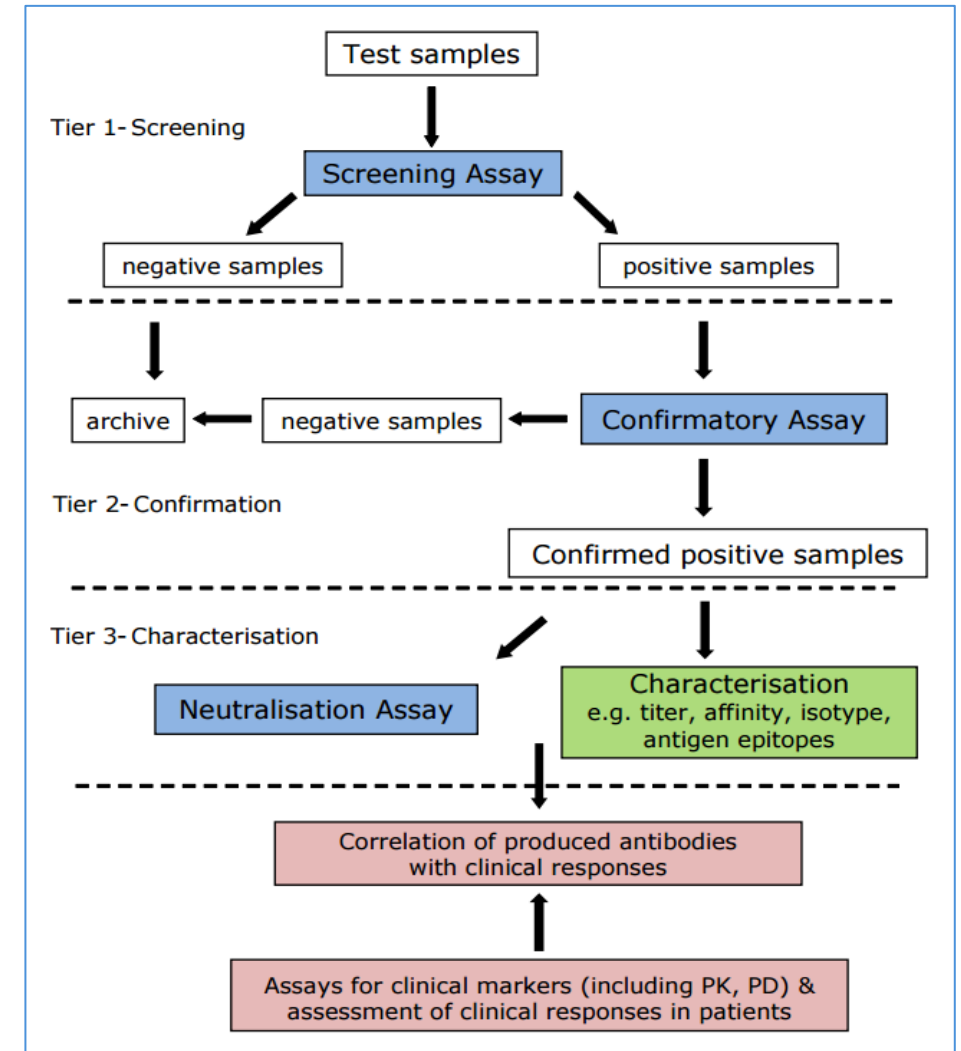 Test samples
Tier 1- Screening
Screening Assay
negative samples
positive samples
archive
negative samples
Confirmatory Assay
Tier 2- Confirmation
Confirmed positive samples
Tier 3- Characterisation
Neutralisation Assay
Characterisation
e.g. titer, affinity, isotype,
antigen epitopes
Correlation of produced antibodies
with clinical responses
Assays for clinical markers (including PK, PD) &
assessment of clinical responses in patients